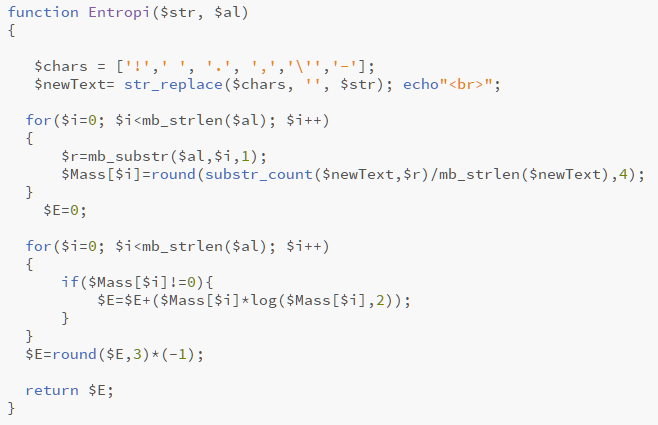 function Entropi($str, $al)
{
$chars = ['!',' ', '.', ',','\'','-'];
$newText= str_replace($chars, '', $str); echo"<br>";
for($i=0; $i<mb_strlen($al); $i++)
{
$r=mb_substr($al,$i,1);
$Mass[$i]=round(substr_count($newText,$r)/mb_strlen($newText),4);
}
$E=0;
for($i=0; $i<mb_strlen($al); $i++)
{
if($Mass[$i]!=0){
$E=$E+($Mass[$i]*log($Mass[$i],2));
}
}
$E=round($E,3)*(-1);
return $E;
}